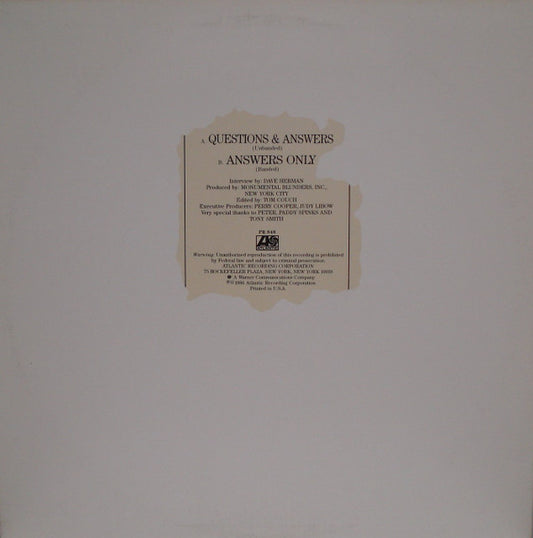 A. QUESTIONS & ANSWERS
(Unbanded)
B. ANSWERS ONLY
(Banded)
Interview by: DAVE HERMAN
Produced by: MONUMENTAL BLUNDERS, INC.,
NEW YORK CITY
Edited by: TOM COUCH
Executive Producers: PERRY COOPER, JUDY LIBOW
Very special thanks to PETER, PADDY SPINKS AND
TONY SMITH
PR 848
Warning: Unauthorized reproduction of this recording is prohibited
by Federal law and subject to criminal prosecution.
ATLANTIC RECORDING CORPORATION
75 ROCKEFELLER PLAZA, NEW YORK, NEW YORK 10019
A Warner Communications Company
Atlantic Recording Corporation
Printed in U.S.A.